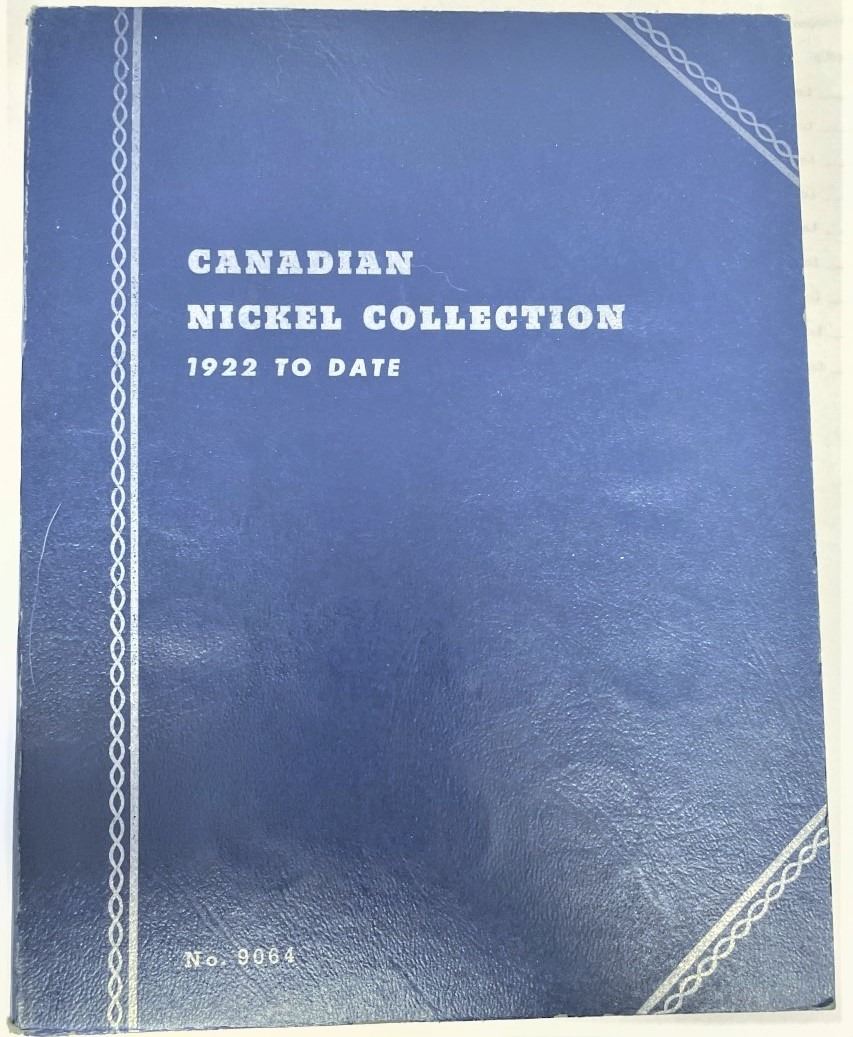 CANADIAN
NICKEL COLLECTION
1922 TO DATE
No. 9064